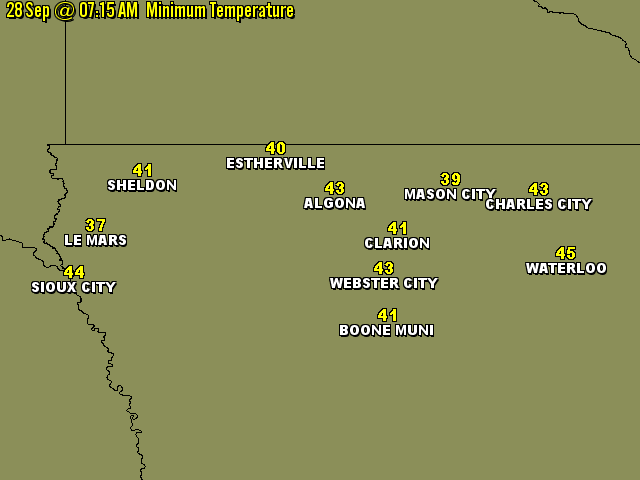 28 Sep @ 07:15 AM  Minimum Temperature
40
ESTHERVILLE
41
SHELDON
39
MASON CITY
43
ALGONA
43
CHARLES CITY
37
LE MARS
41
CLARION
45
WATERLOO
44
SIOUX CITY
43
WEBSTER CITY
41
BOONE MUNI